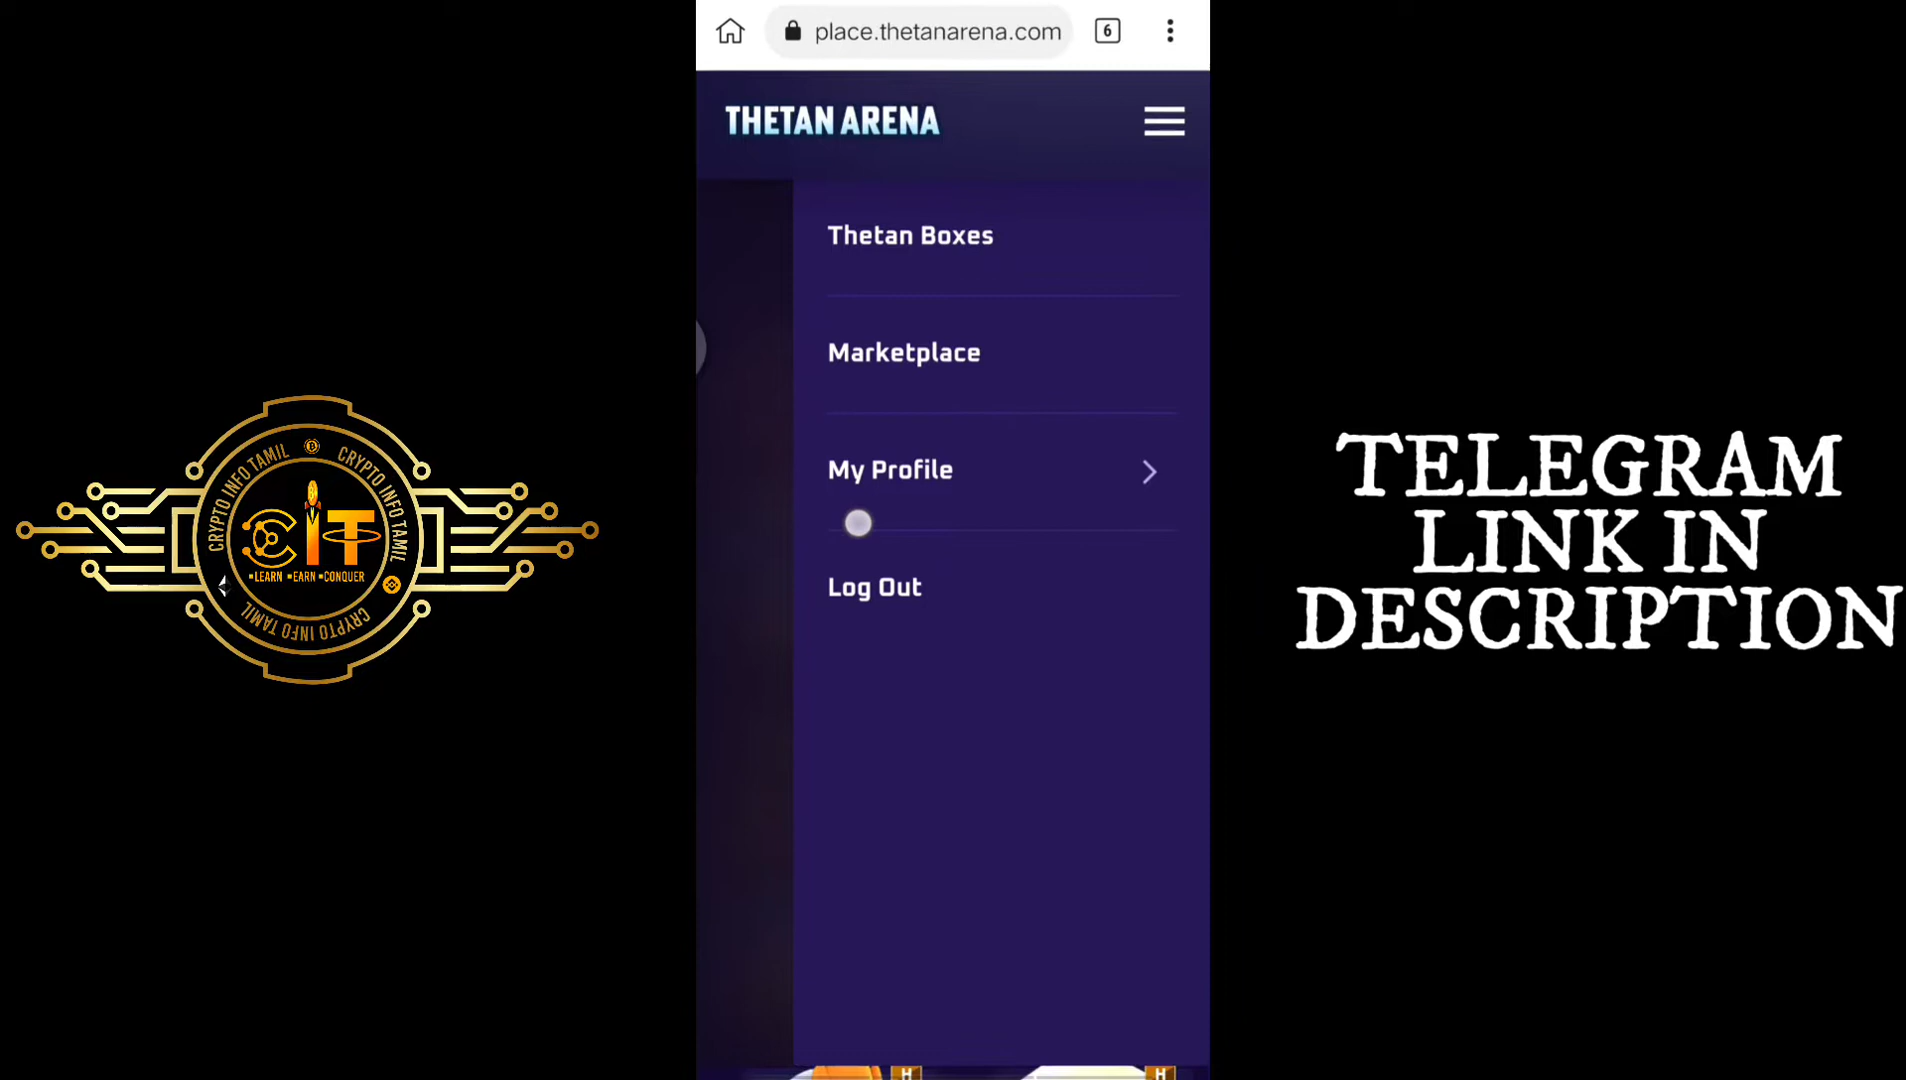 place.thetanarena.com
6
THETAN ARENA
Thetan Boxes
Marketplace
My Profile
Log Out
CRYPTO INFO TAMIL
CRYPTO INFO TAMIL
CRYPTO INFO TAMIL
CIT
▪LEARN ▪EARN ▪CONQUER
TELEGRAM
LINK IN
DESCRIPTION
H
H